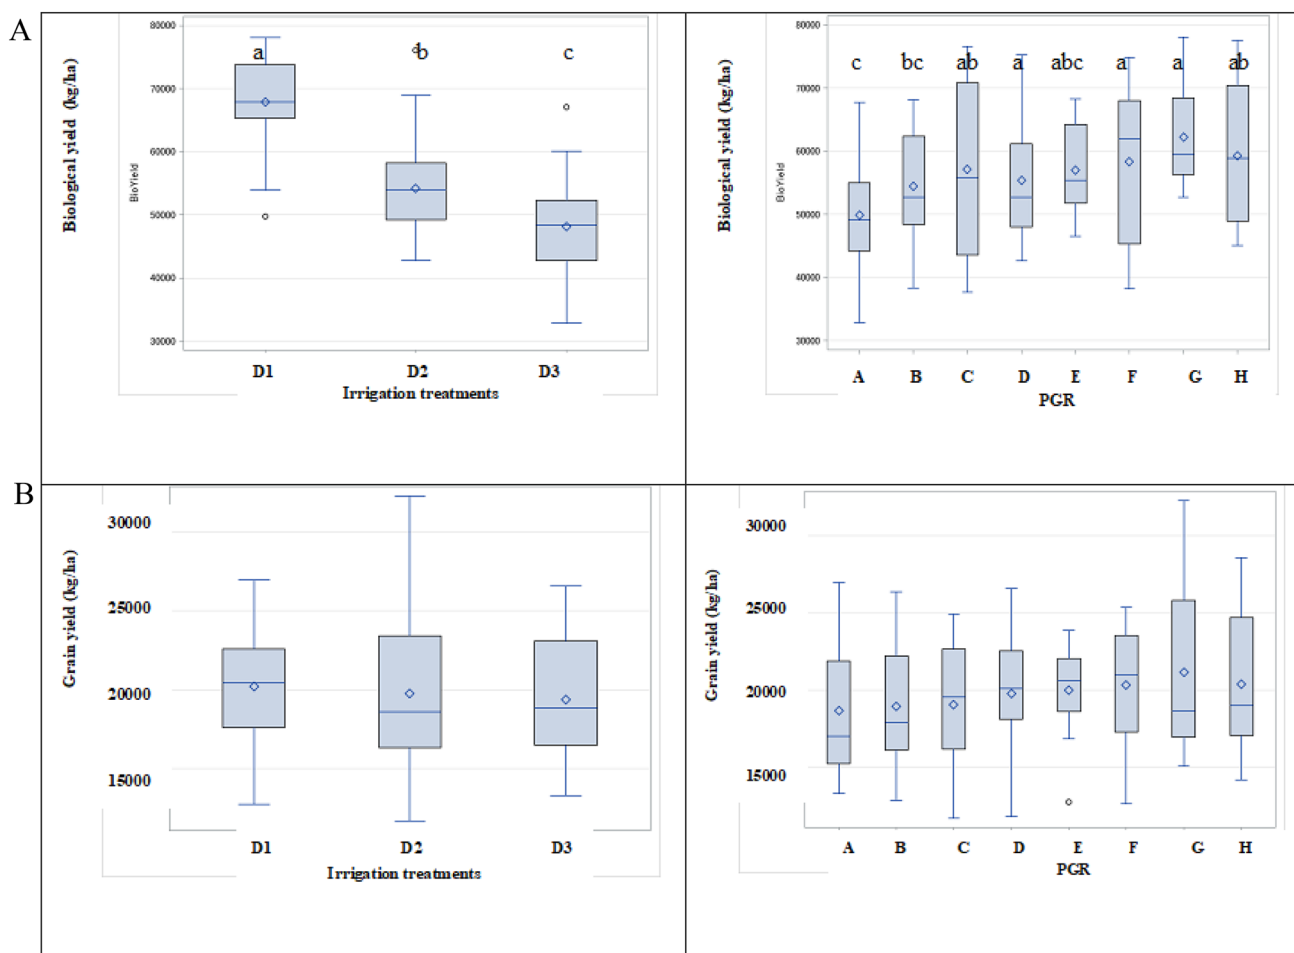 A
80000
70000
60000
50000
40000
30000
Biological yield (kg/ha)
BioYield
a b c
D1 D2 D3
Irrigation treatments
80000
70000
60000
50000
40000
30000
Biological yield (kg/ha)
BioYield
c bc ab a abc a a ab
A B C D E F G H
PGR
B
30000
25000
20000
15000
Grain yield (kg/ha)
D1 D2 D3
Irrigation treatments
30000
25000
20000
15000
Grain yield (kg/ha)
A B C D E F G H
PGR